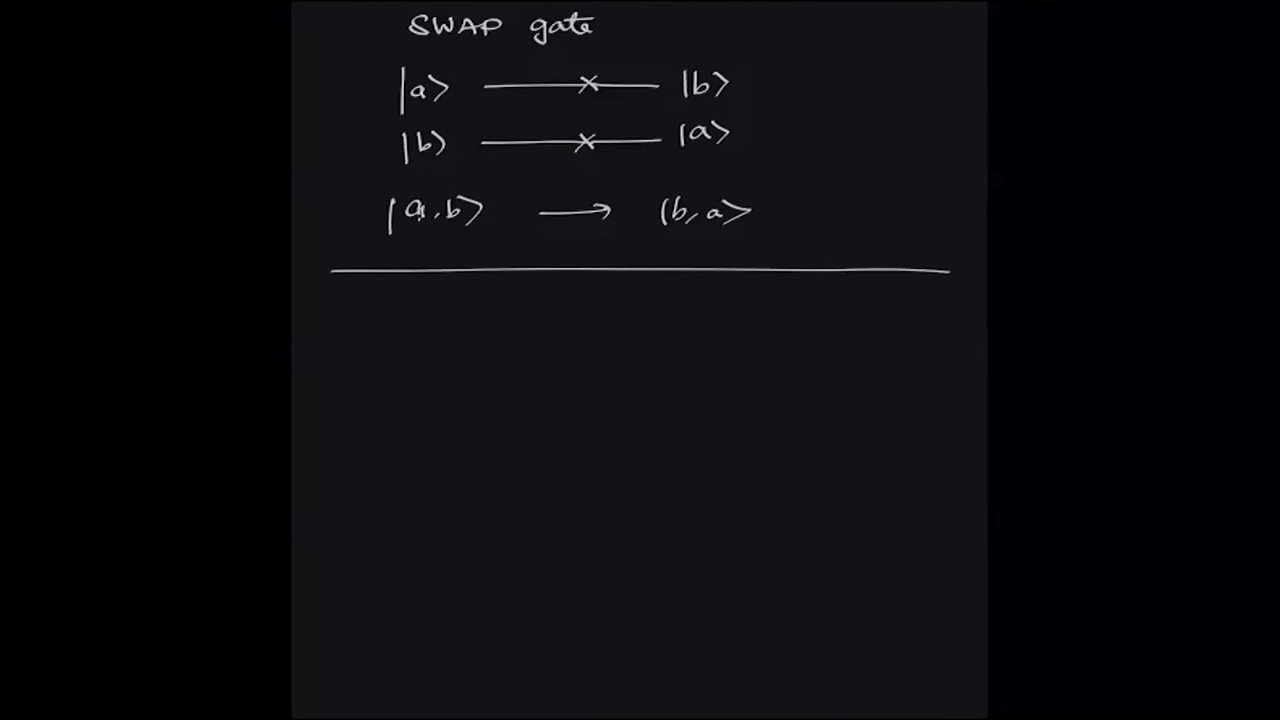 SWAP gate
|a⟩ ——×—— |b⟩
|b⟩ ——×—— |a⟩
|a,b⟩ ⟶ |b,a⟩